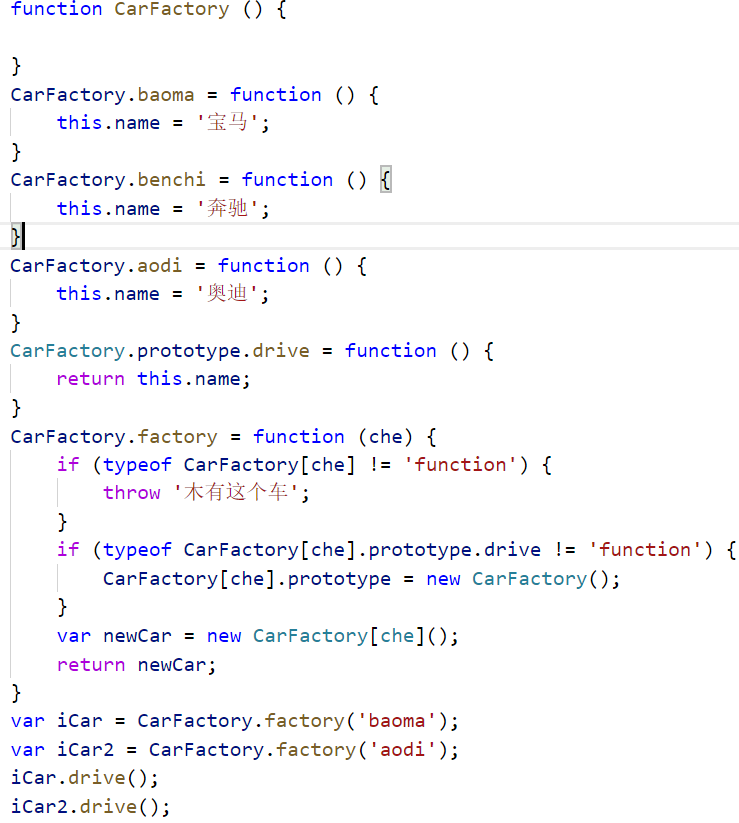 function CarFactory () {
}
CarFactory.baoma = function () {
this.name = '宝马';
}
CarFactory.benchi = function () {
this.name = '奔驰';
}
CarFactory.aodi = function () {
this.name = '奥迪';
}
CarFactory.prototype.drive = function () {
return this.name;
}
CarFactory.factory = function (che) {
if (typeof CarFactory[che] != 'function') {
throw '木有这个车';
}
if (typeof CarFactory[che].prototype.drive != 'function') {
CarFactory[che].prototype = new CarFactory();
}
var newCar = new CarFactory[che]();
return newCar;
}
var iCar = CarFactory.factory('baoma');
var iCar2 = CarFactory.factory('aodi');
iCar.drive();
iCar2.drive();